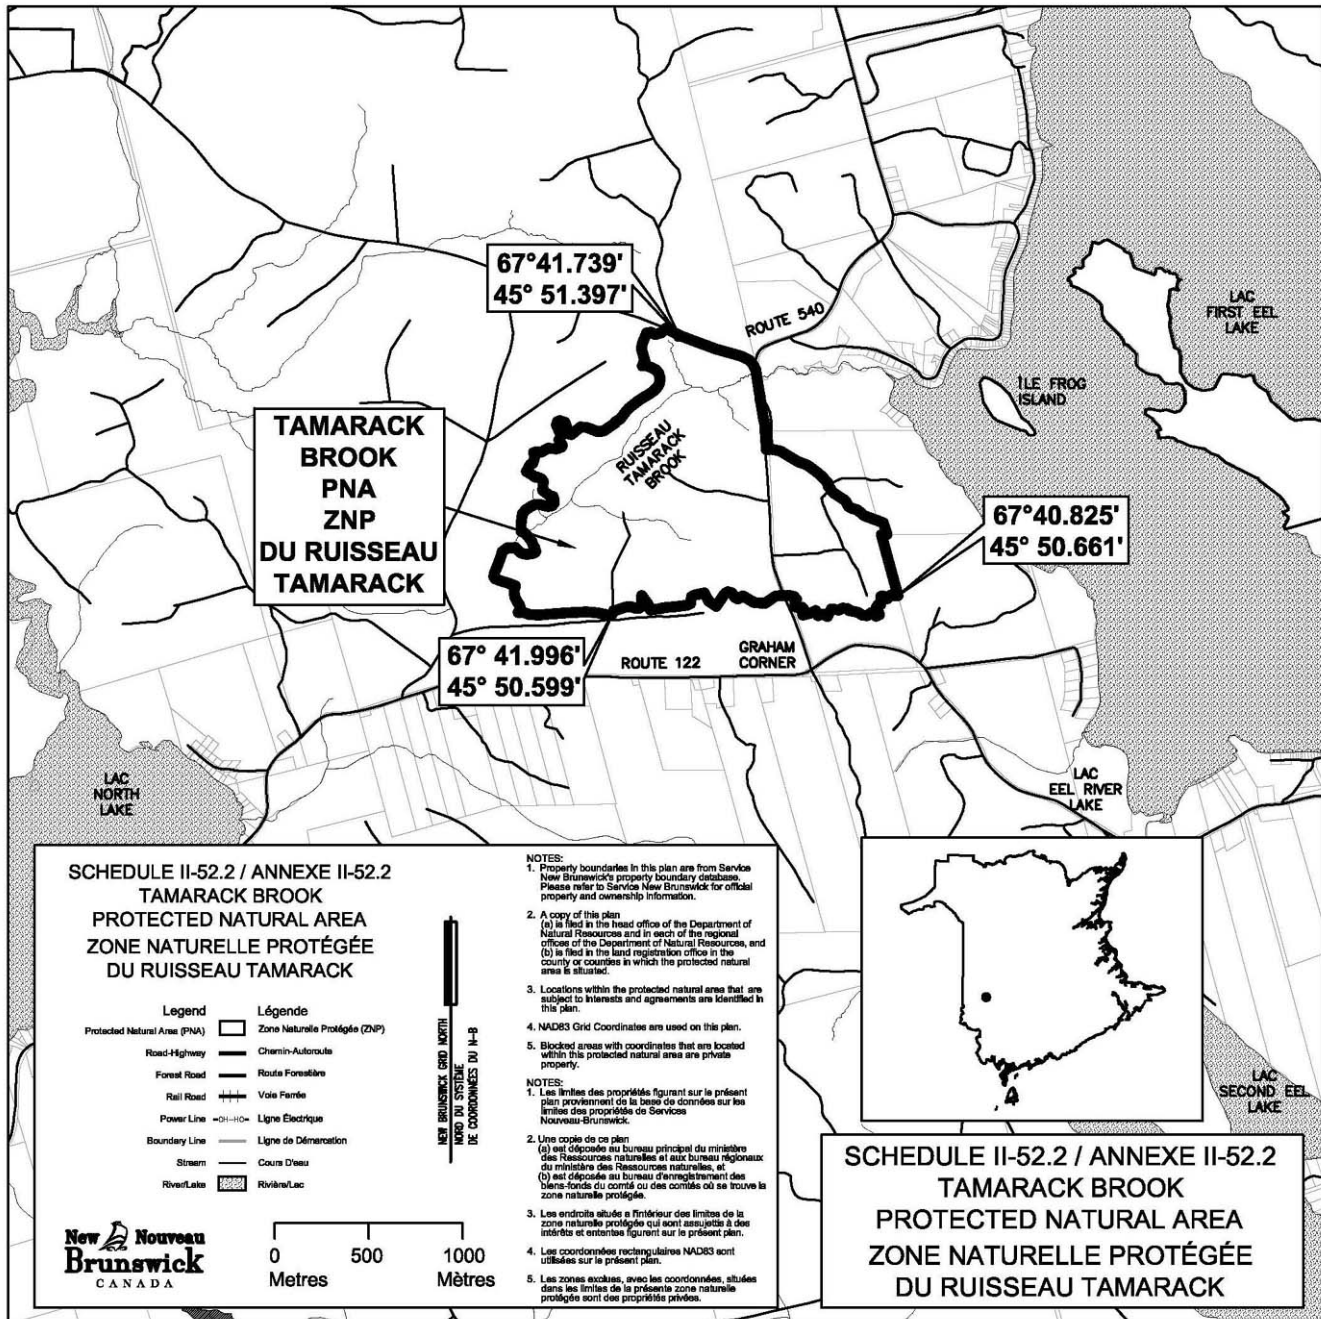 67°41.739'
45° 51.397'
ROUTE 540
LAC
FIRST EEL
LAKE
ÎLE FROG
ISLAND
TAMARACK
BROOK
PNA
ZNP
DU RUISSEAU
TAMARACK
RUISSEAU
TAMARACK
BROOK
67°40.825'
45° 50.661'
67° 41.996'
45° 50.599'
ROUTE 122
GRAHAM
CORNER
LAC
NORTH
LAKE
LAC
EEL RIVER
LAKE
SCHEDULE II-52.2 / ANNEXE II-52.2
TAMARACK BROOK
PROTECTED NATURAL AREA
ZONE NATURELLE PROTÉGÉE
DU RUISSEAU TAMARACK
Legend Légende
Protected Natural Area (PNA) Zone Naturelle Protégée (ZNP)
Road-Highway Chemin-Autoroute
Forest Road Route Forestière
Rail Road Voie Ferrée
Power Line -OH-HO- Ligne Électrique
Boundary Line Ligne de Démarcation
Stream Cours D'eau
River/Lake Rivière/Lac
NEW BRUNSWICK GRID NORTH
NORD DU SYSTÈME
DE COORDONNÉES DU N-B
New Nouveau
Brunswick
CANADA
0 500 1000
Metres Mètres
NOTES:
1. Property boundaries in this plan are from Service
New Brunswick's property boundary database.
Please refer to Service New Brunswick for official
property and ownership information.
2. A copy of this plan
(a) is filed in the head office of the Department of
Natural Resources and in each of the regional
offices of the Department of Natural Resources, and
(b) is filed in the land registration office in the
county or counties in which the protected natural
area is situated.
3. Locations within the protected natural area that are
subject to interests and agreements are identified in
this plan.
4. NAD83 Grid Coordinates are used on this plan.
5. Blocked areas with coordinates that are located
within this protected natural area are private
property.
NOTES:
1. Les limites des propriétés figurant sur le présent
plan proviennent de la base de données sur les
limites des propriétés de Services
Nouveau-Brunswick.
2. Une copie de ce plan
(a) est déposée au bureau principal du ministère
des Ressources naturelles et aux bureau régionaux
du ministère des Ressources naturelles, et
(b) est déposée au bureau d'enregistrement des
biens-fonds du comté ou des comtés où se trouve la
zone naturelle protégée.
3. Les endroits situés a l'intérieur des limites de la
zone naturelle protégée qui sont assujettis à des
intérêts et ententes figurent sur le présent plan.
4. Les coordonnées rectangulaires NAD83 sont
utilisées sur le présent plan.
5. Les zones exclues, avec les coordonnées, situées
dans les limites de la présente zone naturelle
protégée sont des propriétés privées.
LAC
SECOND EEL
LAKE
SCHEDULE II-52.2 / ANNEXE II-52.2
TAMARACK BROOK
PROTECTED NATURAL AREA
ZONE NATURELLE PROTÉGÉE
DU RUISSEAU TAMARACK